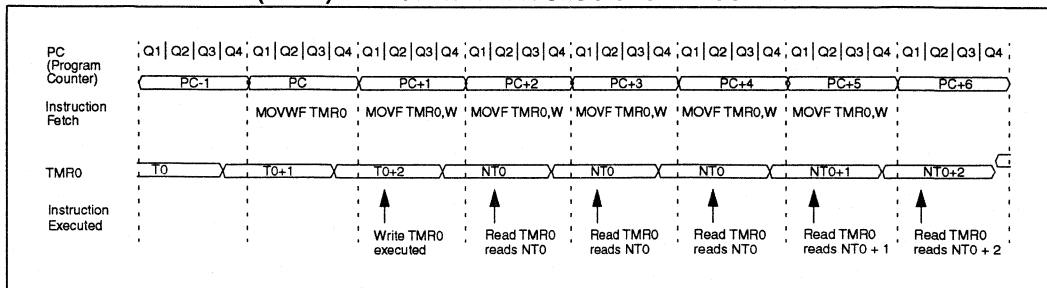 PC (Program Counter)
Q1 Q2 Q3 Q4 Q1 Q2 Q3 Q4 Q1 Q2 Q3 Q4 Q1 Q2 Q3 Q4 Q1 Q2 Q3 Q4 Q1 Q2 Q3 Q4 Q1 Q2 Q3 Q4 Q1 Q2 Q3 Q4
PC-1 PC PC+1 PC+2 PC+3 PC+4 PC+5 PC+6
Instruction Fetch
MOVWF TMR0 MOVF TMR0,W MOVF TMR0,W MOVF TMR0,W MOVF TMR0,W MOVF TMR0,W
TMR0
T0 T0+1 T0+2 NT0 NT0 NT0 NT0+1 NT0+2
Instruction Executed
Write TMR0 executed
Read TMR0 reads NT0
Read TMR0 reads NT0
Read TMR0 reads NT0
Read TMR0 reads NT0 + 1
Read TMR0 reads NT0 + 2